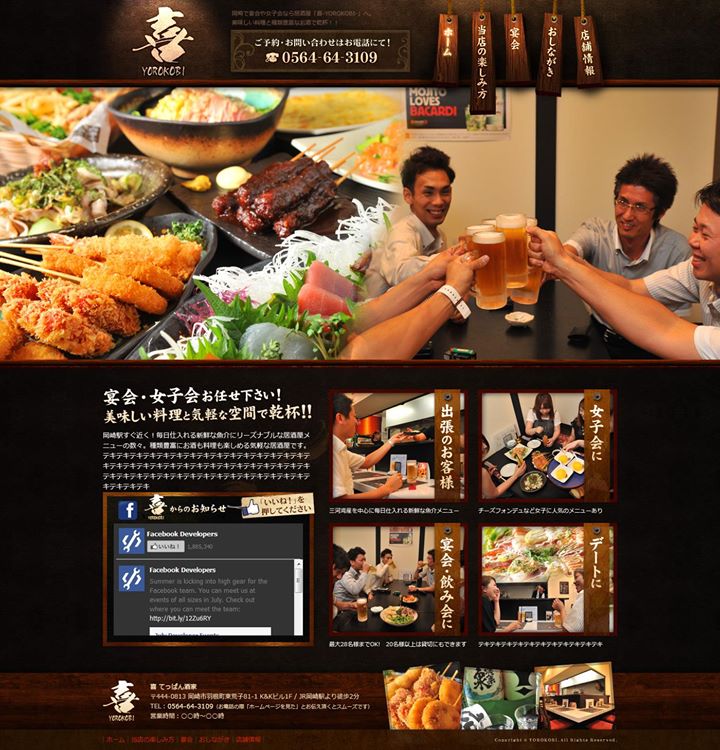 喜
YOROKOBI
岡崎で宴会や女子会なら居酒屋「喜-YOROKOBI-」へ。
美味しい料理と種類豊富なお酒で乾杯！！
ご予約・お問い合わせはお電話にて！
☎0564-64-3109
ホーム
当店の楽しみ方
宴会
おしながき
店舗情報
MOJITO
LOVES
BACARDI
宴会・女子会お任せ下さい！
美味しい料理と気軽な空間で乾杯!!
岡崎駅すぐ近く！毎日仕入れる新鮮な魚介にリーズナブルな居酒屋メ
ニューの数々。種類豊富にお酒も料理も楽しめる気軽な居酒屋です。
テキテキテキテキテキテキテキテキテキテキテキテキテキテキテキ
テキテキテキテキテキテキテキテキテキテキテキテキテキテキテキ
テキテキテキテキテキテキテキテキテキテキテキテキテキテキテキ
テキテキテキテキ
喜
YOROKOBI
からのお知らせ
「いいね！」を
押してください
Facebook Developers
いいね！ 1,885,340
Facebook Developers
Summer is kicking into high gear for the
Facebook team. You can meet us at
events of all sizes in July. Check out
where you can meet the team:
http://bit.ly/12Zu6RY
出張のお客様
三河湾産を中心に毎日仕入れる新鮮な魚介メニュー
女子会に
チーズフォンデュなど女子に人気のメニューあり
宴会・飲み会に
最大28名様までOK!　20名様以上は貸切にもできます
デートに
テキテキテキテキテキテキテキテキテキテキテキ
喜
YOROKOBI
喜 てっぱん酒家
〒444-0813 岡崎市羽根町東荒子81-1 K&Kビル1F / JR岡崎駅より徒歩2分
TEL：0564-64-3109（お電話の際「ホームページを見た」とお伝え頂くとスムーズです）
営業時間：〇〇時～〇〇時
| ホーム | 当店の楽しみ方 | 宴会 | おしながき | 店舗情報 |
Copyright © YOROKOBI.All Rights Reserved.